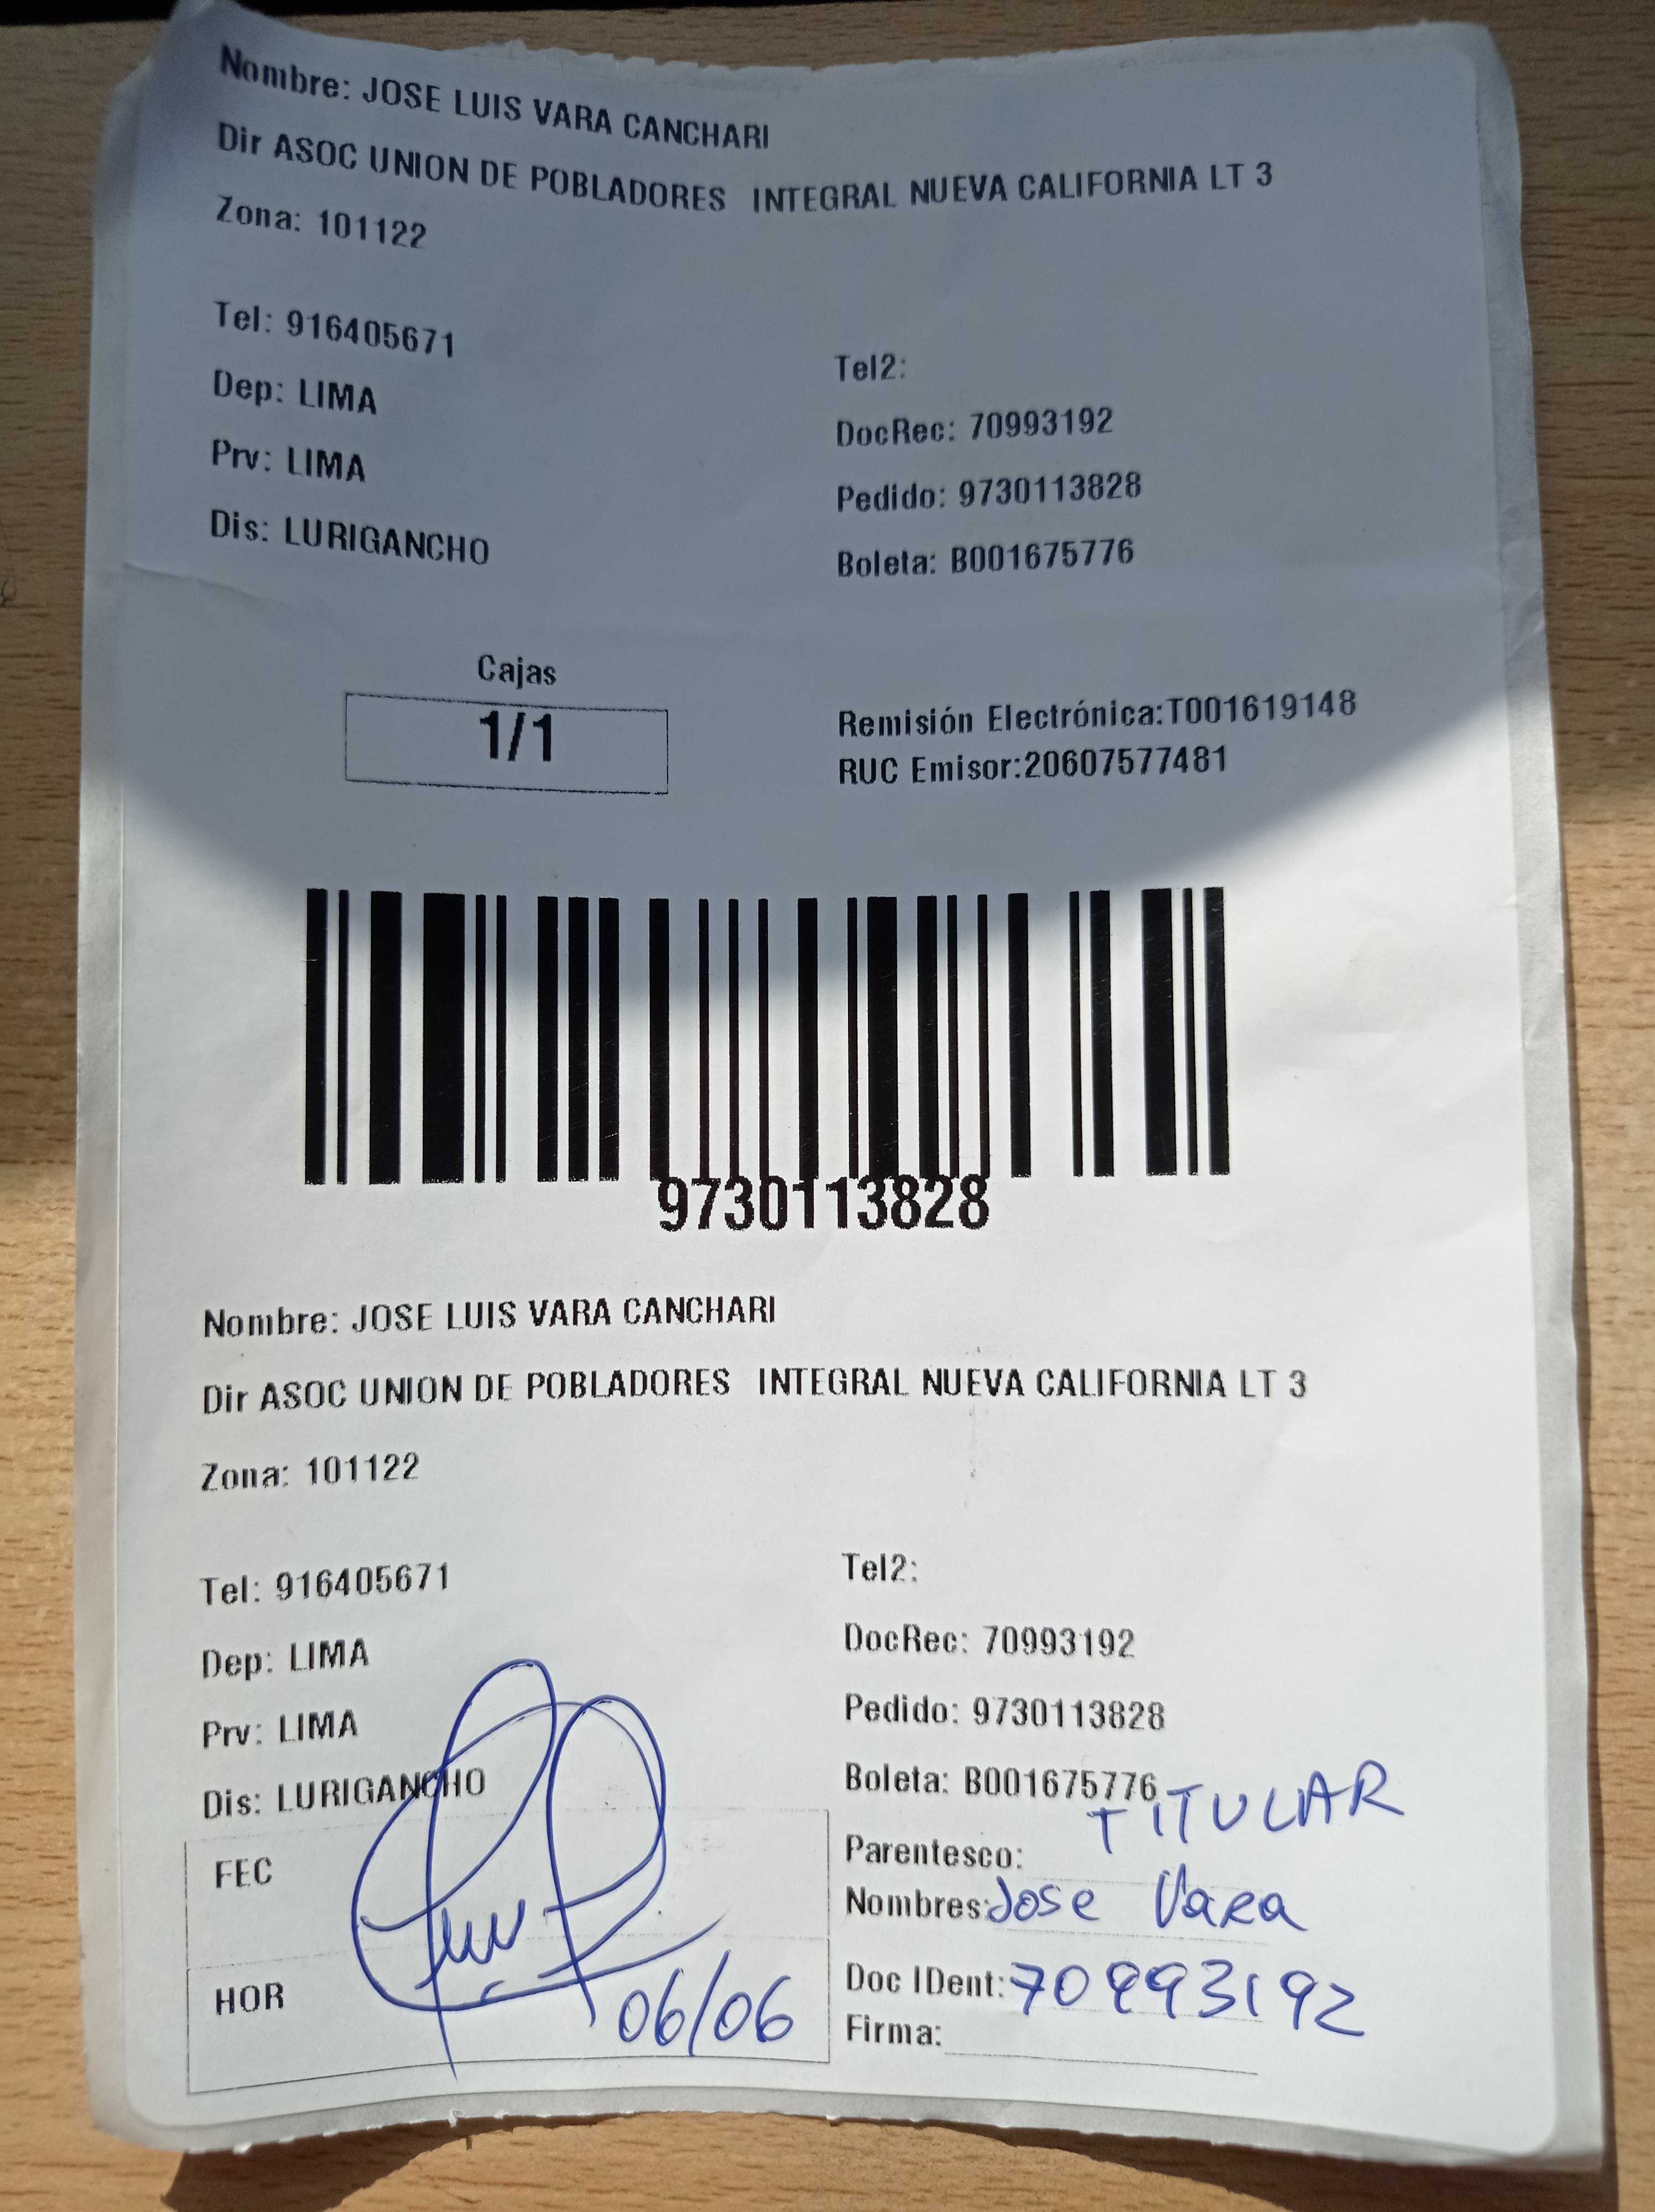 Nombre: JOSE LUIS VARA CANCHARI
Dir ASOC UNION DE POBLADORES INTEGRAL NUEVA CALIFORNIA LT 3
Zona: 101122
Tel: 916405671
Tel2:
Dep: LIMA
DocRec: 70993192
Prv: LIMA
Pedido: 9730113828
Dis: LURIGANCHO
Boleta: B001675776
Cajas
1/1
Remisión Electrónica:T001619148
RUC Emisor:20607577481
9730113828
Nombre: JOSE LUIS VARA CANCHARI
Dir ASOC UNION DE POBLADORES INTEGRAL NUEVA CALIFORNIA LT 3
Zona: 101122
Tel: 916405671
Tel2:
Dep: LIMA
DocRec: 70993192
Prv: LIMA
Pedido: 9730113828
Dis: LURIGANCHO
Boleta: B001675776
FEC
Parentesco: TITULAR
Nombres: Jose Vara
HOR
06/06
Doc IDent: 70993192
Firma: